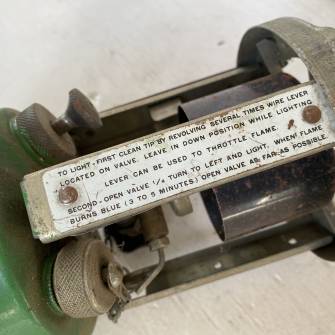 TO LIGHT-FIRST CLEAN TIP BY REVOLVING SEVERAL TIMES WIRE LEVER
LOCATED ON VALVE. LEAVE IN DOWN POSITION WHILE LIGHTING
LEVER CAN BE USED TO THROTTLE FLAME.
SECOND-OPEN VALVE ¼ TURN TO LEFT AND LIGHT, WHEN FLAME
BURNS BLUE (3 TO 5 MINUTES) OPEN VALVE AS FAR AS POSSIBLE.